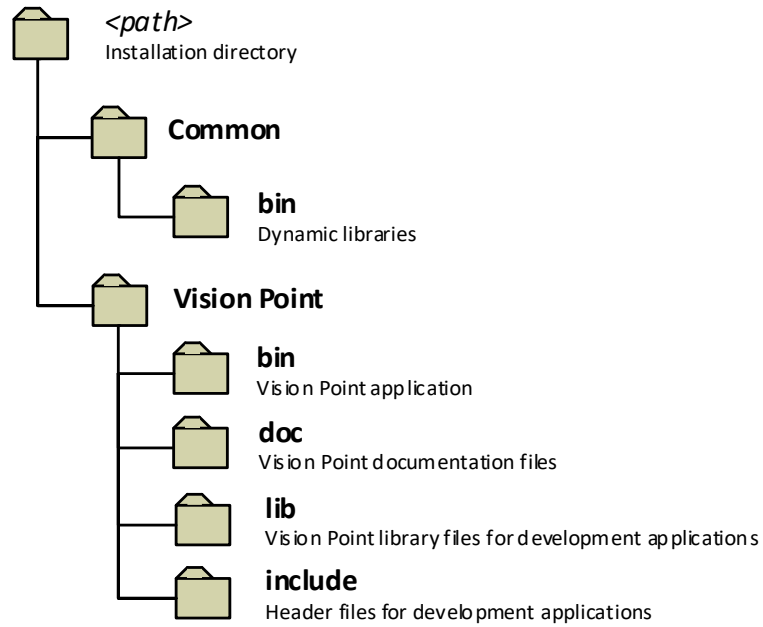 <path>
Installation directory
Common
bin
Dynamic libraries
Vision Point
bin
Vision Point application
doc
Vision Point documentation files
lib
Vision Point library files for development applications
include
Header files for development applications